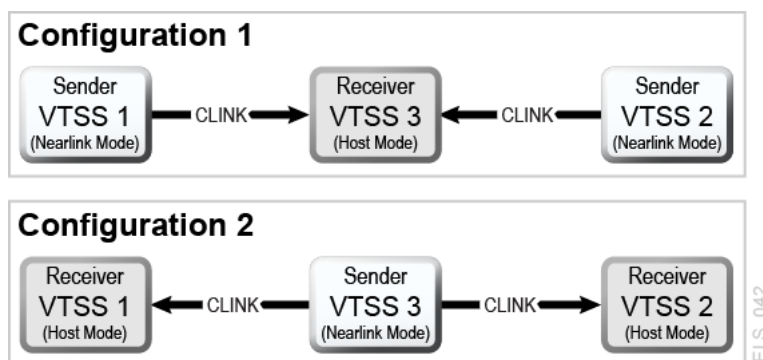 Configuration 1
Sender
VTSS 1
(Nearlink Mode)
CLINK
Receiver
VTSS 3
(Host Mode)
CLINK
Sender
VTSS 2
(Nearlink Mode)
Configuration 2
Receiver
VTSS 1
(Host Mode)
CLINK
Sender
VTSS 3
(Nearlink Mode)
CLINK
Receiver
VTSS 2
(Host Mode)
ELS_042